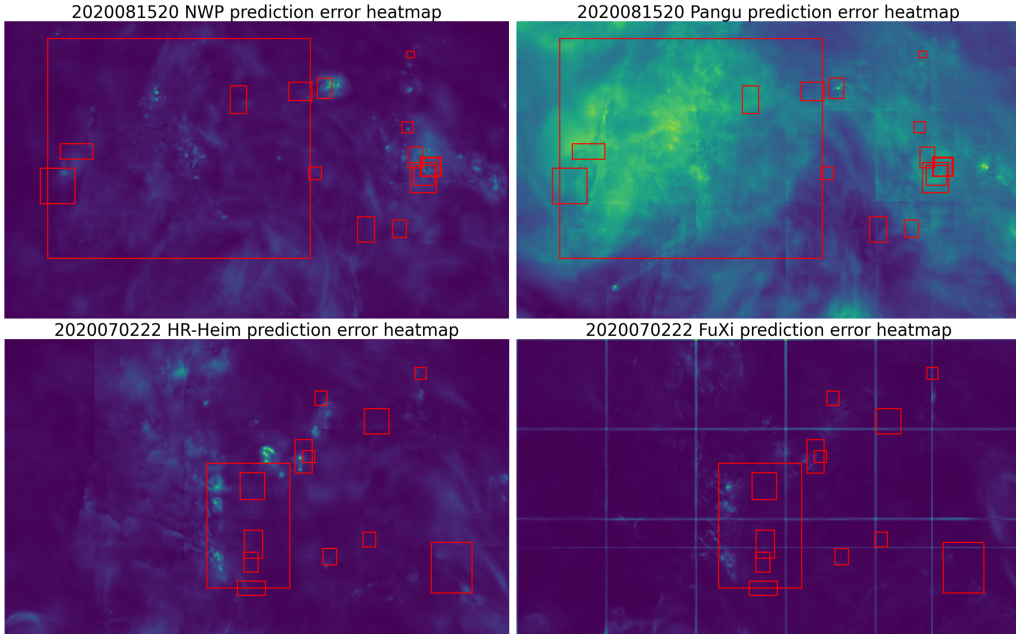 2020081520 NWP prediction error heatmap
2020081520 Pangu prediction error heatmap
2020070222 HR-Heim prediction error heatmap
2020070222 FuXi prediction error heatmap